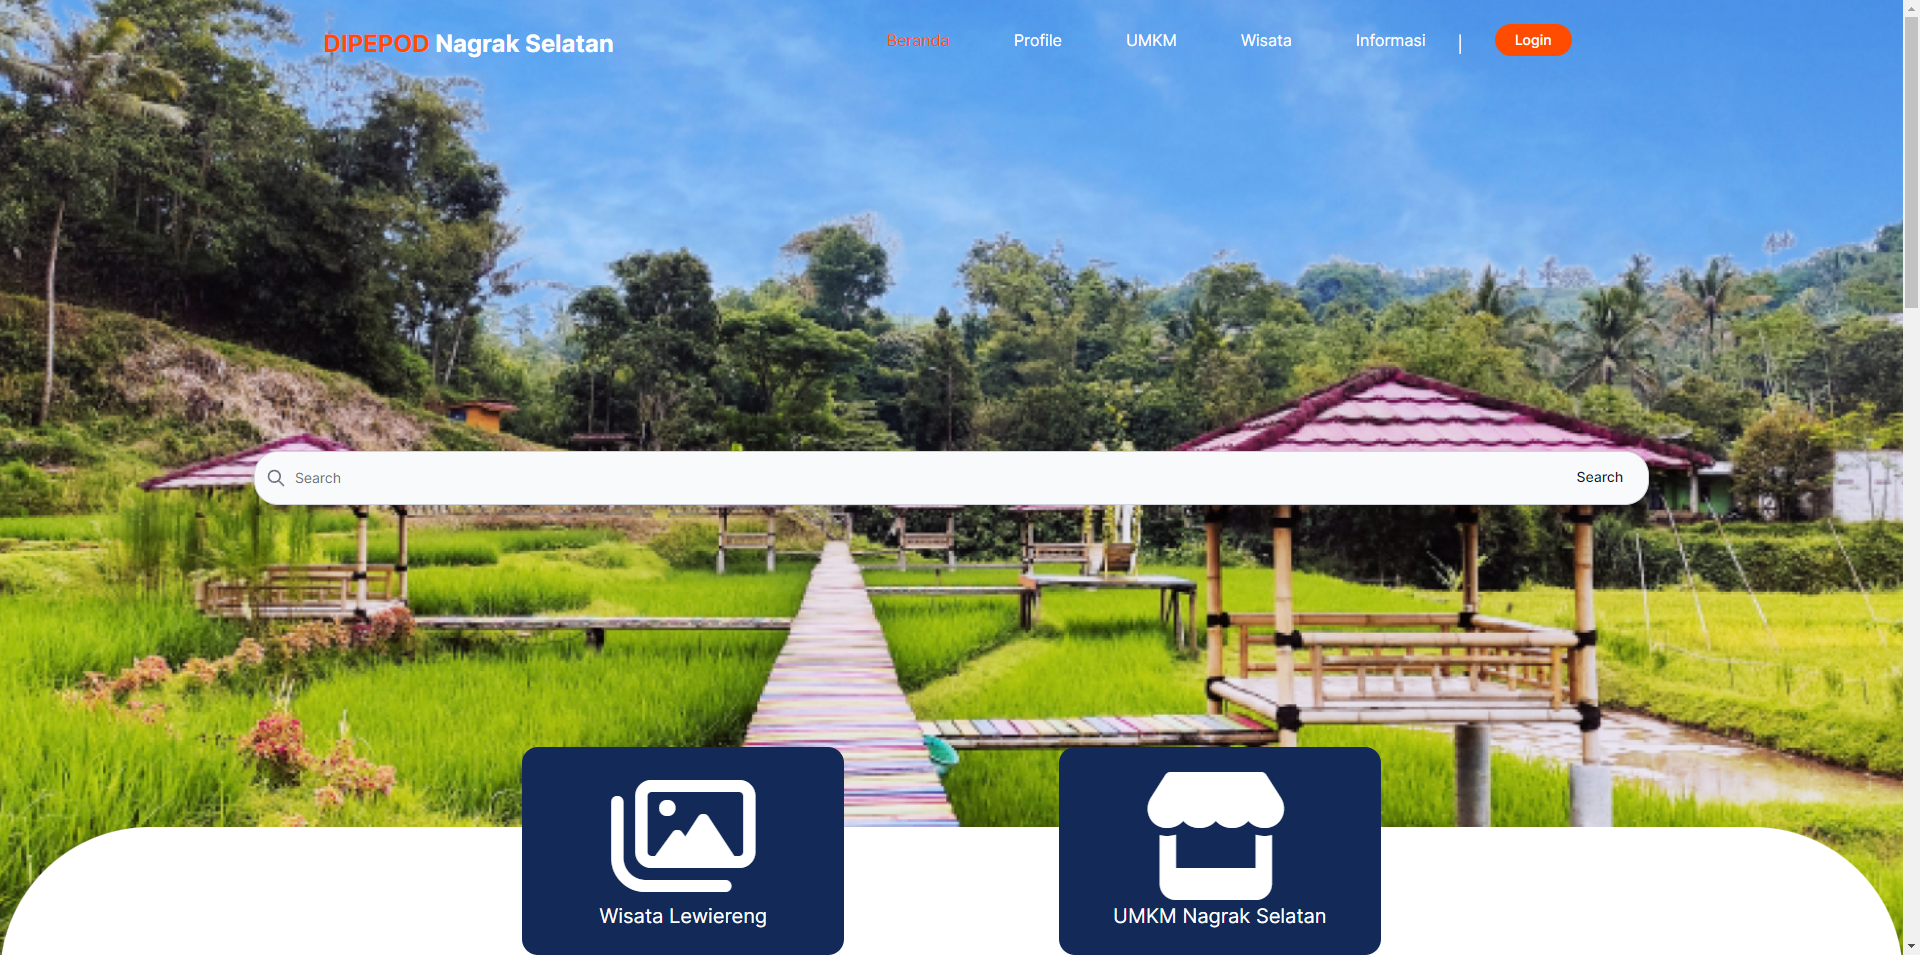 DIPEPOD Nagrak Selatan
Beranda
Profile
UMKM
Wisata
Informasi
|
Login
Search
Search
Wisata Lewiereng
UMKM Nagrak Selatan